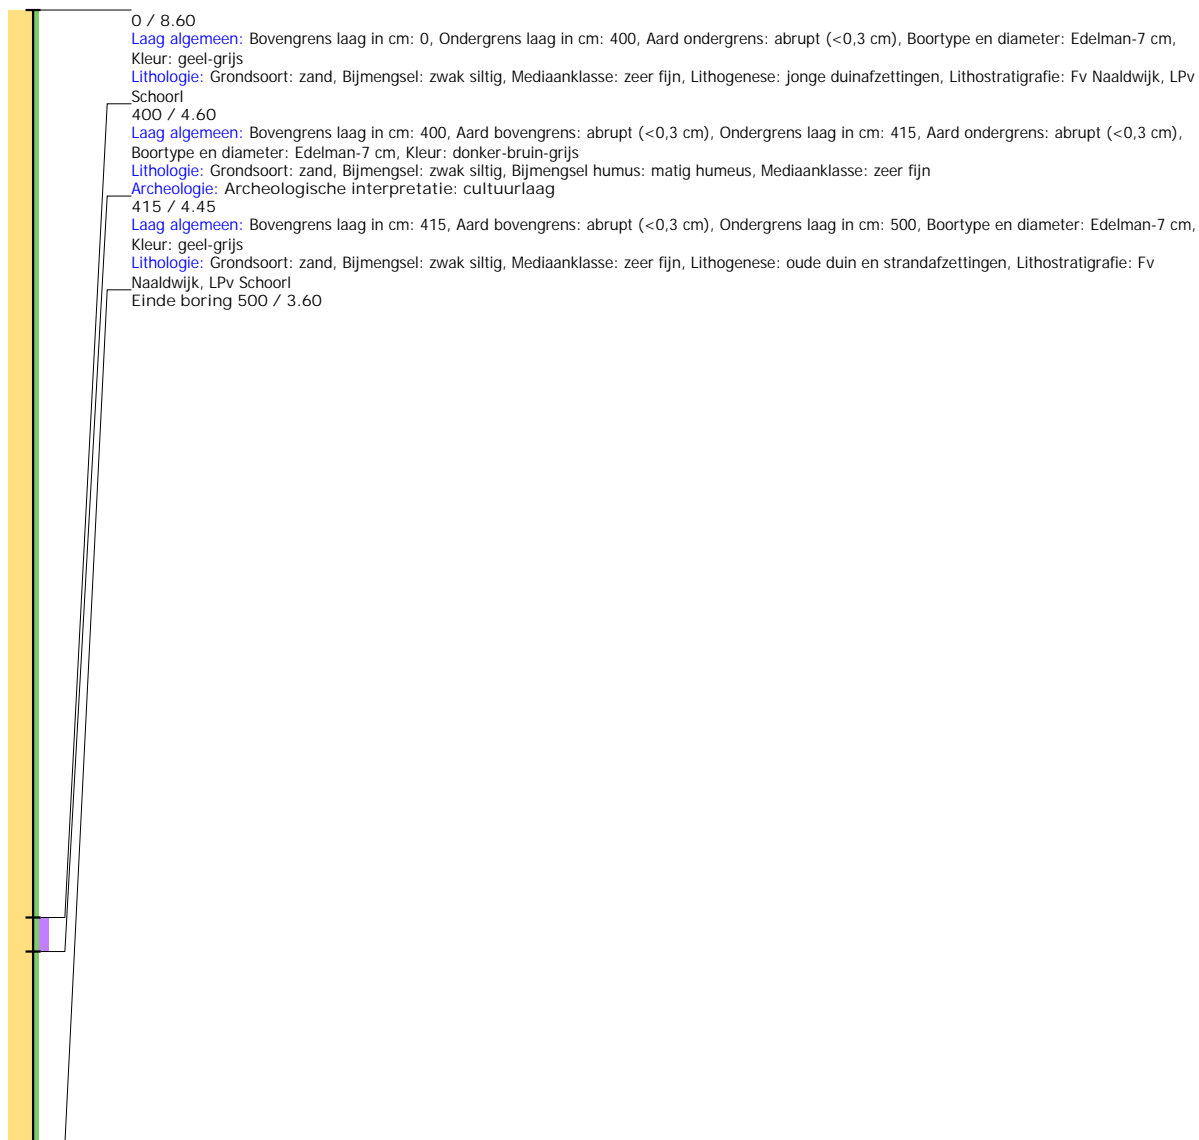 0 / 8.60
Laag algemeen: Bovengrens laag in cm: 0, Ondergrens laag in cm: 400, Aard ondergrens: abrupt (<0,3 cm), Boortype en diameter: Edelman-7 cm,
Kleur: geel-grijs
Lithologie: Grondsoort: zand, Bijmengsel: zwak siltig, Mediaanklasse: zeer fijn, Lithogenese: jonge duinafzettingen, Lithostratigrafie: Fv Naaldwijk, LPv
Schoorl
400 / 4.60
Laag algemeen: Bovengrens laag in cm: 400, Aard bovengrens: abrupt (<0,3 cm), Ondergrens laag in cm: 415, Aard ondergrens: abrupt (<0,3 cm),
Boortype en diameter: Edelman-7 cm, Kleur: donker-bruin-grijs
Lithologie: Grondsoort: zand, Bijmengsel: zwak siltig, Bijmengsel humus: matig humeus, Mediaanklasse: zeer fijn
Archeologie: Archeologische interpretatie: cultuurlaag
415 / 4.45
Laag algemeen: Bovengrens laag in cm: 415, Aard bovengrens: abrupt (<0,3 cm), Ondergrens laag in cm: 500, Boortype en diameter: Edelman-7 cm,
Kleur: geel-grijs
Lithologie: Grondsoort: zand, Bijmengsel: zwak siltig, Mediaanklasse: zeer fijn, Lithogenese: oude duin en strandafzettingen, Lithostratigrafie: Fv
Naaldwijk, LPv Schoorl
Einde boring 500 / 3.60